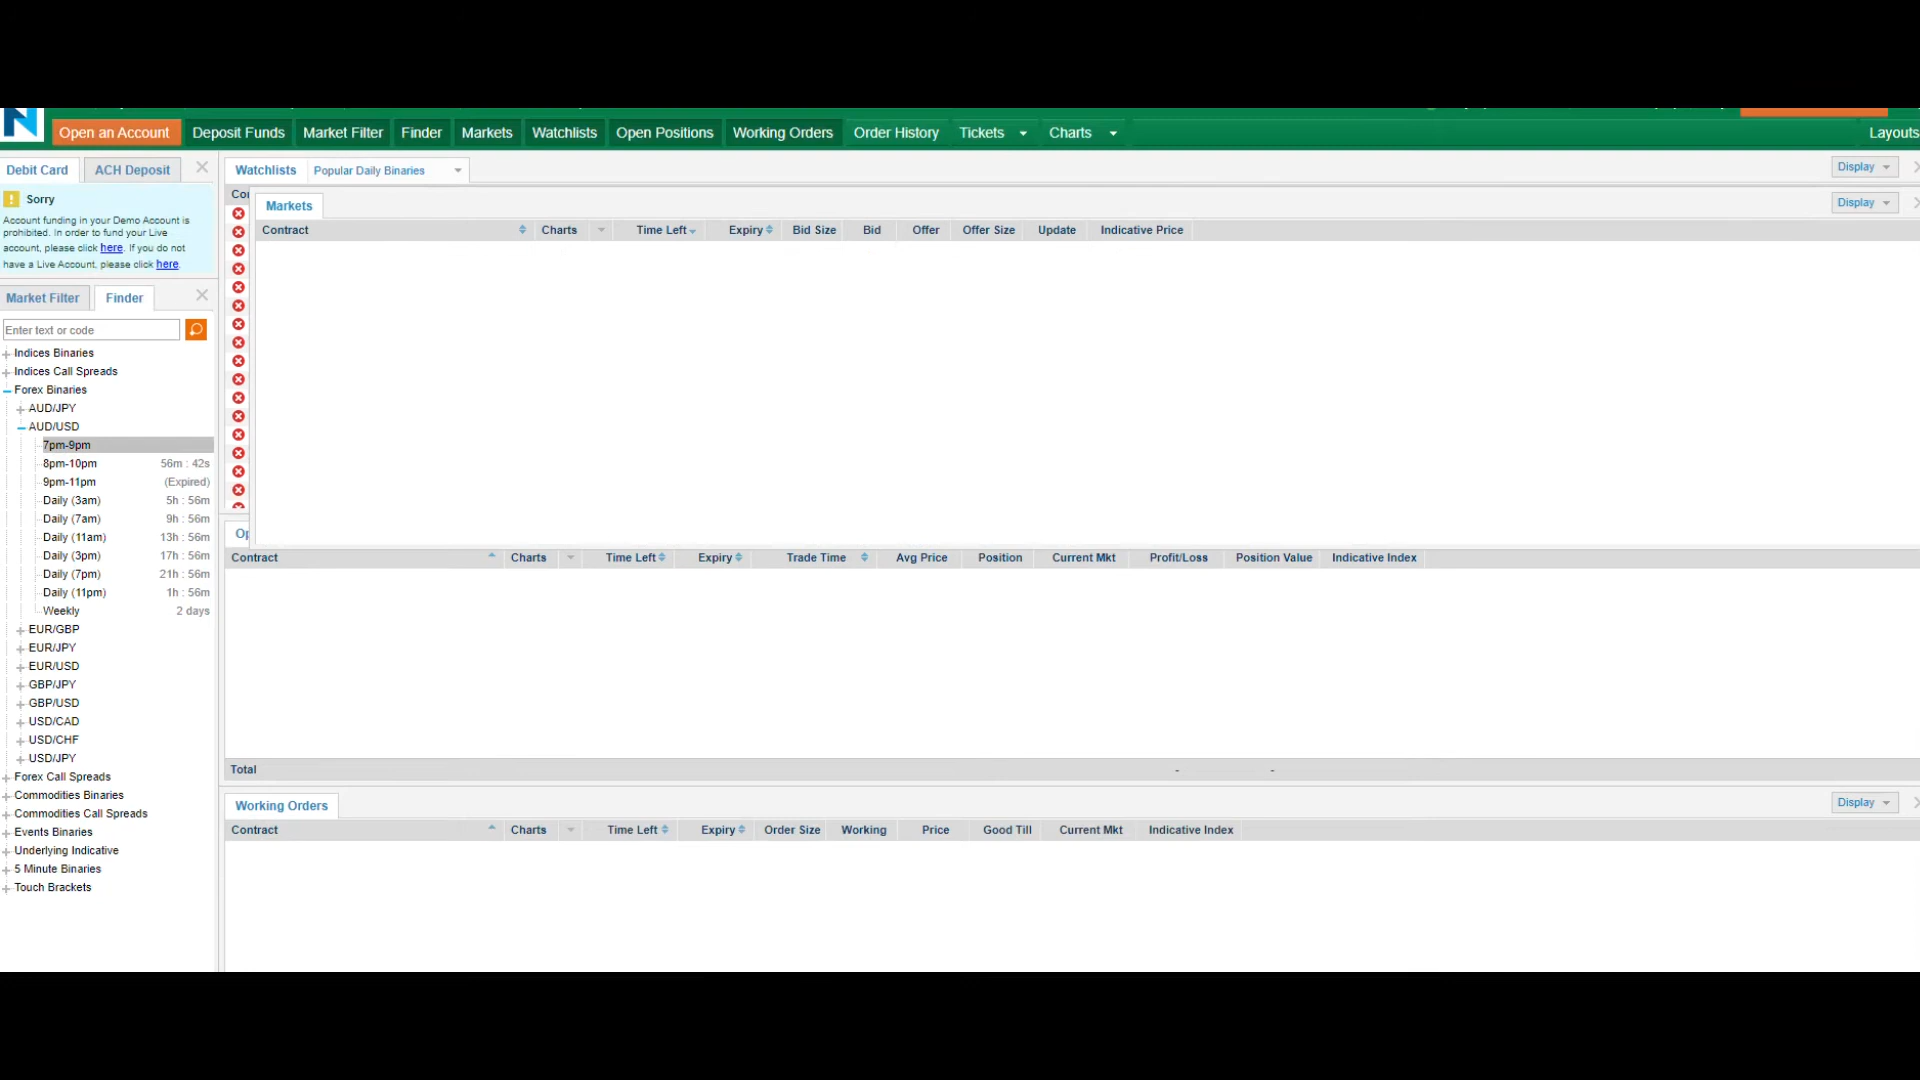 Open an Account Deposit Funds Market Filter Finder Markets Watchlists Open Positions Working Orders Order History Tickets Charts Layouts
Debit Card ACH Deposit
Sorry
Account funding in your Demo Account is
prohibited. In order to fund your Live
account, please click here. If you do not
have a Live Account, please click here.
Market Filter Finder
Enter text or code
Indices Binaries
Indices Call Spreads
Forex Binaries
AUD/JPY
AUD/USD
7pm-9pm
8pm-10pm 56m : 42s
9pm-11pm (Expired)
Daily (3am) 5h : 56m
Daily (7am) 9h : 56m
Daily (11am) 13h : 56m
Daily (3pm) 17h : 56m
Daily (7pm) 21h : 56m
Daily (11pm) 1h : 56m
Weekly 2 days
EUR/GBP
EUR/JPY
EUR/USD
GBP/JPY
GBP/USD
USD/CAD
USD/CHF
USD/JPY
Forex Call Spreads
Commodities Binaries
Commodities Call Spreads
Events Binaries
Underlying Indicative
5 Minute Binaries
Touch Brackets
Watchlists Popular Daily Binaries Display
Markets Display
Contract Charts Time Left Expiry Bid Size Bid Offer Offer Size Update Indicative Price
Contract Charts Time Left Expiry Trade Time Avg Price Position Current Mkt Profit/Loss Position Value Indicative Index
Total - -
Working Orders Display
Contract Charts Time Left Expiry Order Size Working Price Good Till Current Mkt Indicative Index